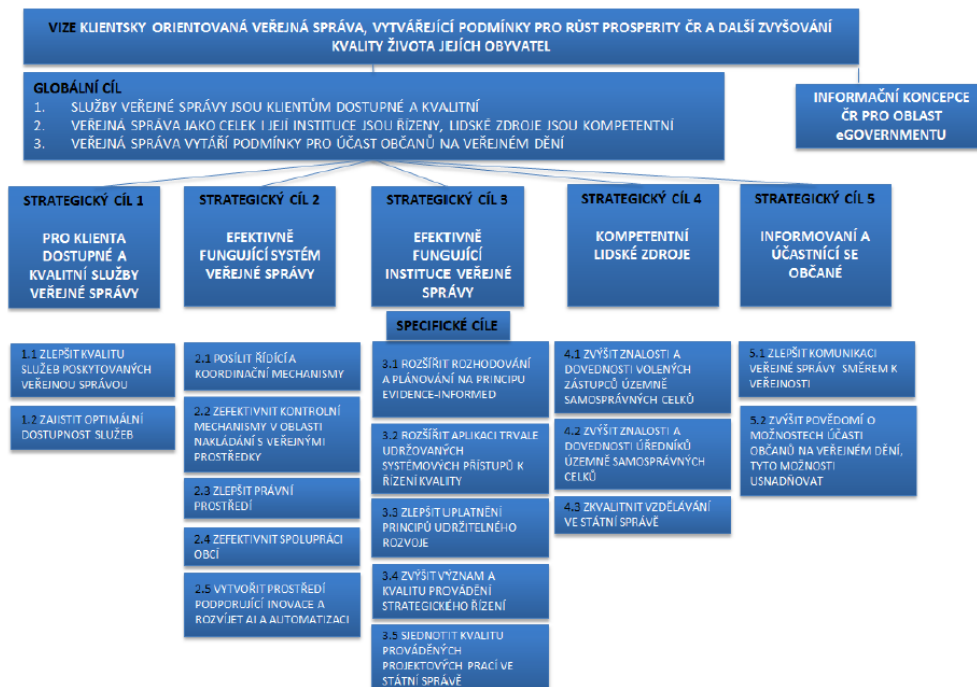 VIZE KLIENTSKY ORIENTOVANÁ VEŘEJNÁ SPRÁVA, VYTVÁŘEJÍCÍ PODMÍNKY PRO RŮST PROSPERITY ČR A DALŠÍ ZVYŠOVÁNÍ
KVALITY ŽIVOTA JEJÍCH OBYVATEL
GLOBÁLNÍ CÍL
1. SLUŽBY VEŘEJNÉ SPRÁVY JSOU KLIENTŮM DOSTUPNÉ A KVALITNÍ
2. VEŘEJNÁ SPRÁVA JAKO CELEK I JEJÍ INSTITUCE JSOU ŘÍZENY, LIDSKÉ ZDROJE JSOU KOMPETENTNÍ
3. VEŘEJNÁ SPRÁVA VYTÁŘÍ PODMÍNKY PRO ÚČAST OBČANŮ NA VEŘEJNÉM DĚNÍ
INFORMAČNÍ KONCEPCE
ČR PRO OBLAST
eGOVERNMENTU
STRATEGICKÝ CÍL 1
PRO KLIENTA
DOSTUPNÉ A
KVALITNÍ SLUŽBY
VEŘEJNÉ SPRÁVY
STRATEGICKÝ CÍL 2
EFEKTIVNĚ
FUNGUJÍCÍ SYSTÉM
VEŘEJNÉ SPRÁVY
STRATEGICKÝ CÍL 3
EFEKTIVNĚ
FUNGUJÍCÍ
INSTITUCE VEŘEJNÉ
SPRÁVY
STRATEGICKÝ CÍL 4
KOMPETENTNÍ
LIDSKÉ ZDROJE
STRATEGICKÝ CÍL 5
INFORMOVANÍ A
ÚČASTNÍCÍ SE
OBČANÉ
SPECIFICKÉ CÍLE
1.1 ZLEPŠIT KVALITU
SLUŽEB POSKYTOVANÝCH
VEŘEJNOU SPRÁVOU
1.2 ZAJISTIT OPTIMÁLNÍ
DOSTUPNOST SLUŽEB
2.1 POSÍLIT ŘÍDÍCÍ A
KOORDINAČNÍ MECHANISMY
2.2 ZEFEKTIVNIT KONTROLNÍ
MECHANISMY V OBLASTI
NAKLÁDÁNÍ S VEŘEJNÝMI
PROSTŘEDKY
2.3 ZLEPŠIT PRÁVNÍ
PROSTŘEDÍ
2.4 ZEFEKTIVNIT SPOLUPRÁCI
OBCÍ
2.5 VYTVOŘIT PROSTŘEDÍ
PODPORUJÍCÍ INOVACE A
ROZVÍJET AI A AUTOMATIZACI
3.1 ROZŠÍŘIT ROZHODOVÁNÍ
A PLÁNOVÁNÍ NA PRINCIPU
EVIDENCE-INFORMED
3.2 ROZŠÍŘIT APLIKACI TRVALE
UDRŽOVANÝCH
SYSTÉMOVÝCH PŘÍSTUPŮ K
ŘÍZENÍ KVALITY
3.3 ZLEPŠIT UPLATNĚNÍ
PRINCIPŮ UDRŽITELNÉHO
ROZVOJE
3.4 ZVÝŠIT VÝZNAM A
KVALITU PROVÁDĚNÍ
STRATEGICKÉHO ŘÍZENÍ
3.5 SJEDNOTIT KVALITU
PROVÁDĚNÝCH
PROJEKTOVÝCH PRACÍ VE
STÁTNÍ SPRÁVĚ
4.1 ZVÝŠIT ZNALOSTI A
DOVEDNOSTI VOLENÝCH
ZÁSTUPCŮ ÚZEMNĚ
SAMOSPRÁVNÝCH CELKŮ
4.2 ZVÝŠIT ZNALOSTI A
DOVEDNOSTI ÚŘEDNÍKŮ
ÚZEMNĚ SAMOSPRÁVNÝCH
CELKŮ
4.3 ZKVALITNIT VZDĚLÁVÁNÍ
VE STÁTNÍ SPRÁVĚ
5.1 ZLEPŠIT KOMUNIKACI
VEŘEJNÉ SPRÁVY SMĚREM K
VEŘEJNOSTI
5.2 ZVÝŠIT POVĚDOMÍ O
MOŽNOSTECH ÚČASTI
OBČANŮ NA VEŘEJNÉM DĚNÍ,
TYTO MOŽNOSTI
USNADŇOVAT